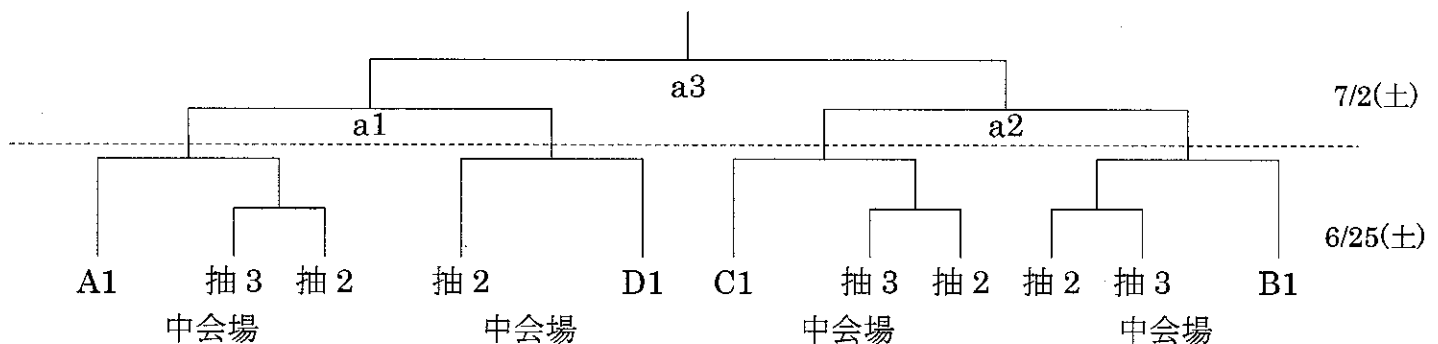 a3
7/2(土)
a1 a2
6/25(土)
A1 抽3 抽2 抽2 D1 C1 抽3 抽2 抽2 抽3 B1
中会場 中会場 中会場 中会場